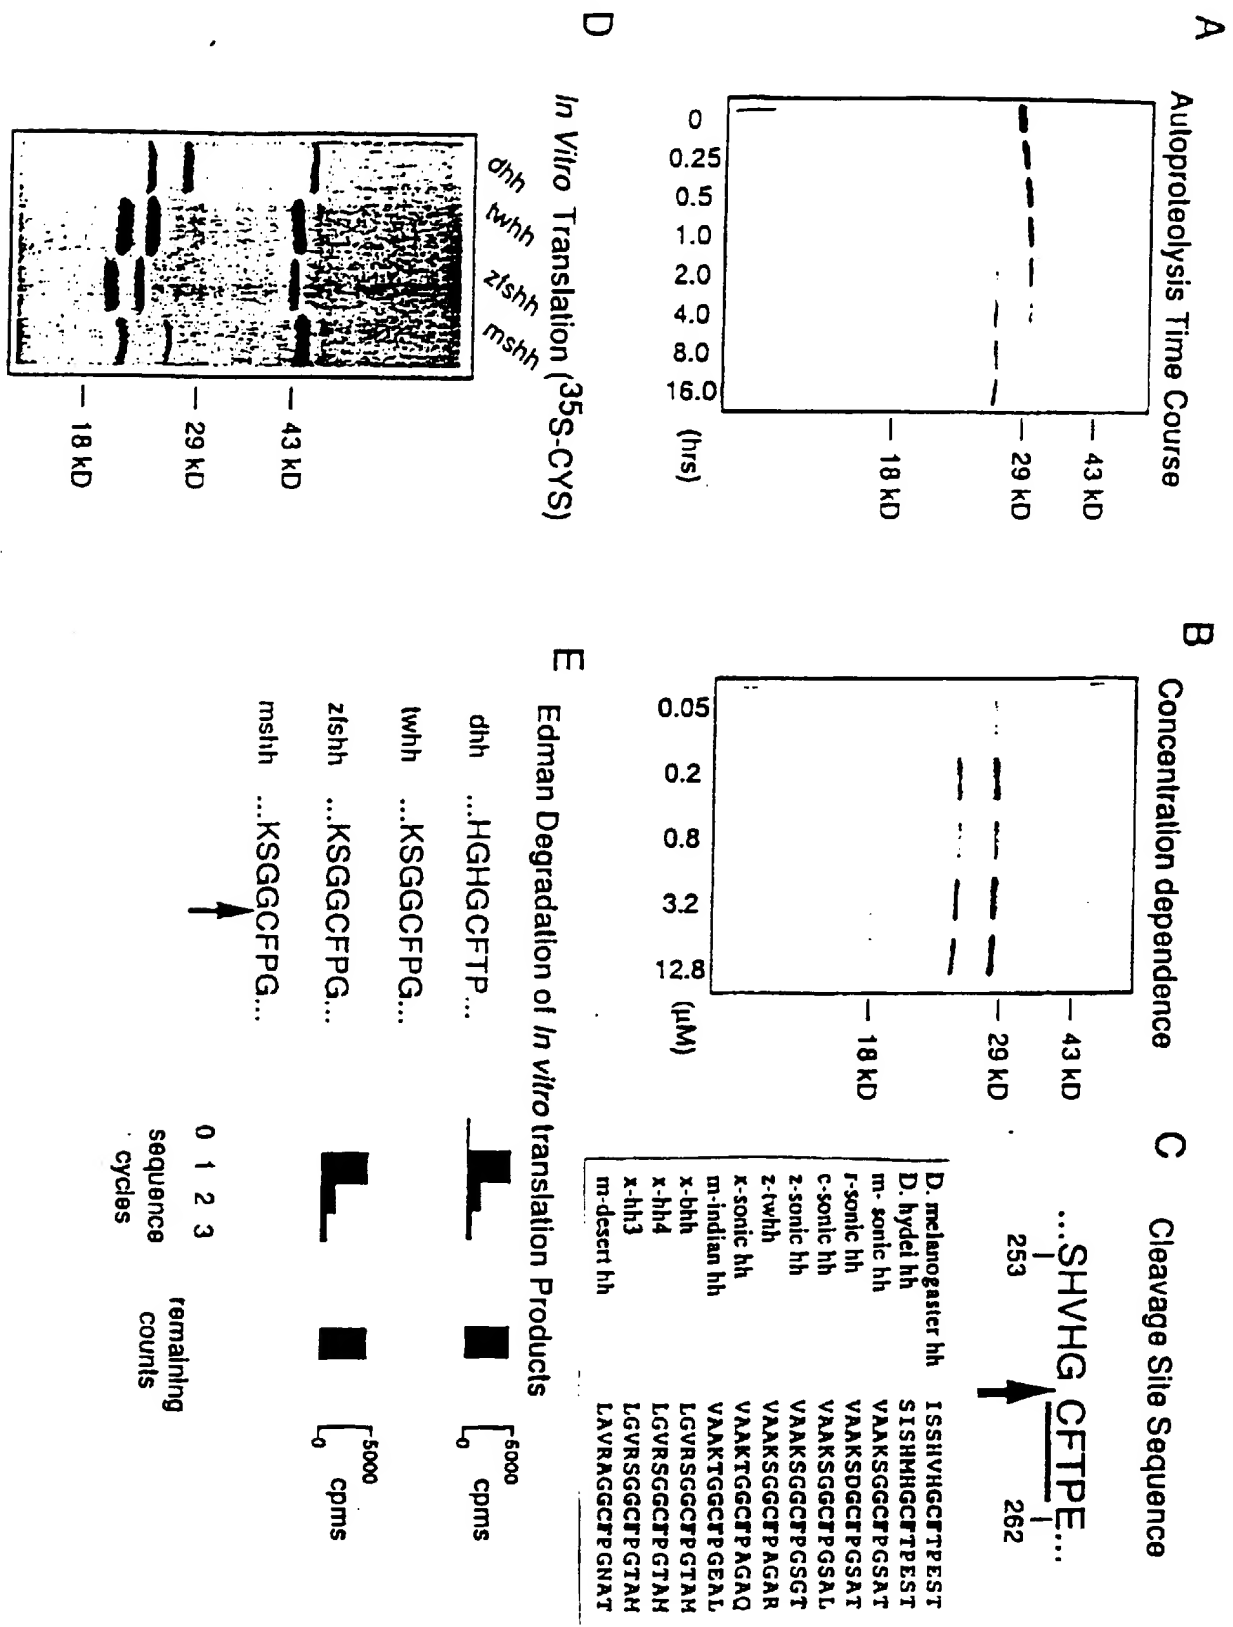 A
Autoproteolysis Time Course
43 kD
29 kD
18 kD
0 0.25 0.5 1.0 2.0 4.0 8.0 16.0 (hrs)
B
Concentration dependence
43 kD
29 kD
18 kD
0.05 0.2 0.8 3.2 12.8 (µM)
C
Cleavage Site Sequence
...SHVHG CFTPE...
253 262
D. melanogaster hh ISSHVHGCFTPEST
D. hydei hh SISHMHGCFTPEST
m- sonic hh VAAKSGGCFPGSAT
r-sonic hh VAAKSDGCFPGSAT
c-sonic hh VAAKSGGCFPGSAL
z-sonic hh VAAKSGGCFPGSGT
z-twhh VAAKSGGCFPAGAR
x-sonic hh VAAKTGGCFPAGAQ
m-indian hh VAAKTGGCFPGEAL
x-bhh LGVRSGGCFPGTAM
x-hh4 LGVRSGGCFPGTAM
x-hh3 LGVRSGGCFPGTAM
m-desert hh LAVRAGGCFPGNAT
D
In Vitro Translation (35S-CYS)
dhh twhh zfshh mshh
43 kD
29 kD
18 kD
E
Edman Degradation of In vitro translation Products
dhh ...HGHGCFTP...
5000
0
cpms
twhh ...KSGGCFPG...
zfshh ...KSGGCFPG...
5000
0
cpms
mshh ...KSGGCFPG...
0 1 2 3
sequence
cycles
remaining
counts